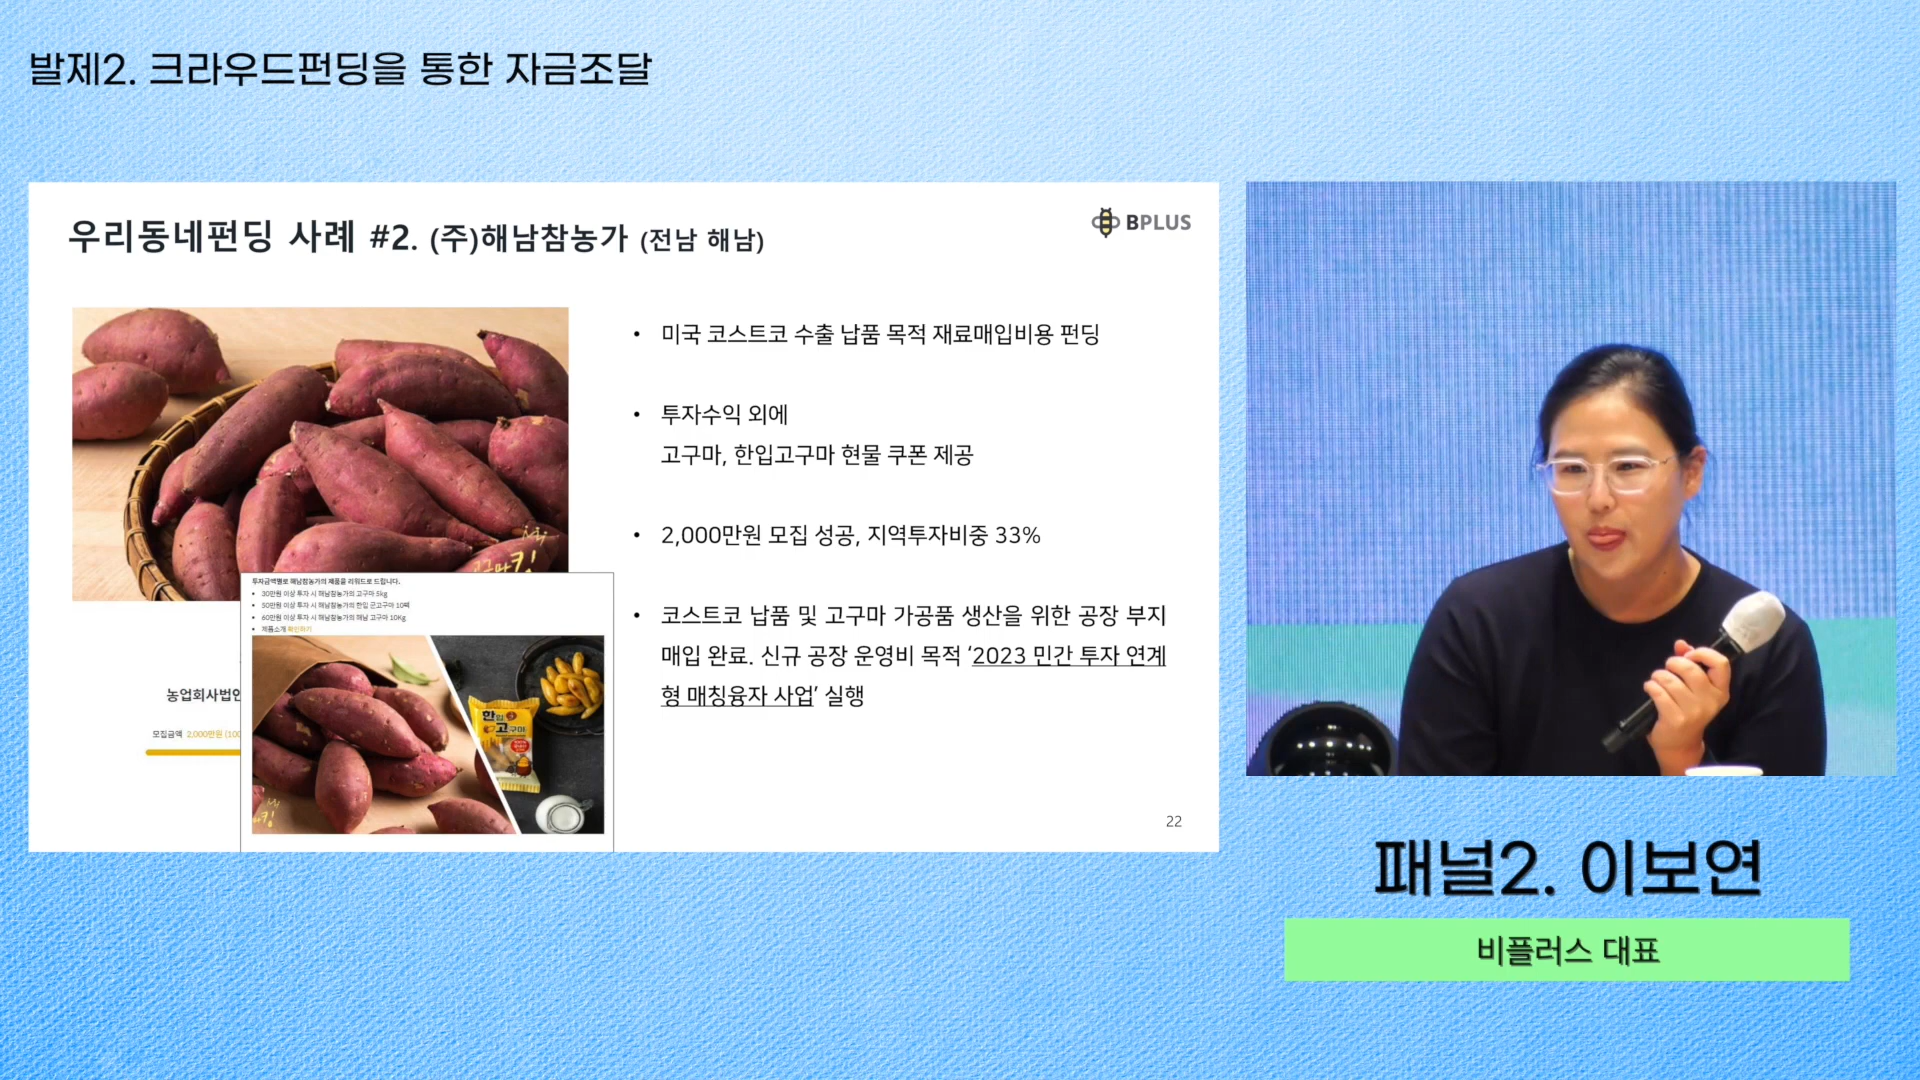 발제2. 크라우드펀딩을 통한 자금조달
우리동네펀딩 사례 #2. (주)해남참농가 (전남 해남)
BPLUS
• 미국 코스트코 수출 납품 목적 재료매입비용 펀딩
• 투자수익 외에
고구마, 한입고구마 현물 쿠폰 제공
• 2,000만원 모집 성공, 지역투자비중 33%
• 코스트코 납품 및 고구마 가공품 생산을 위한 공장 부지
매입 완료. 신규 공장 운영비 목적 ‘2023 민간 투자 연계
형 매칭융자 사업’ 실행
투자금액별로 해남참농가의 제품을 리워드로 드립니다.
• 30만원 이상 투자 시 해남참농가의 고구마 5kg
• 50만원 이상 투자 시 해남참농가의 한입 군고구마 10팩
• 60만원 이상 투자 시 해남참농가의 해남 고구마 10Kg
• 제품소개 확인하기
농업회사법인
모집금액 2,000만원 (100
한입
고구마
22
패널2. 이보연
비플러스 대표